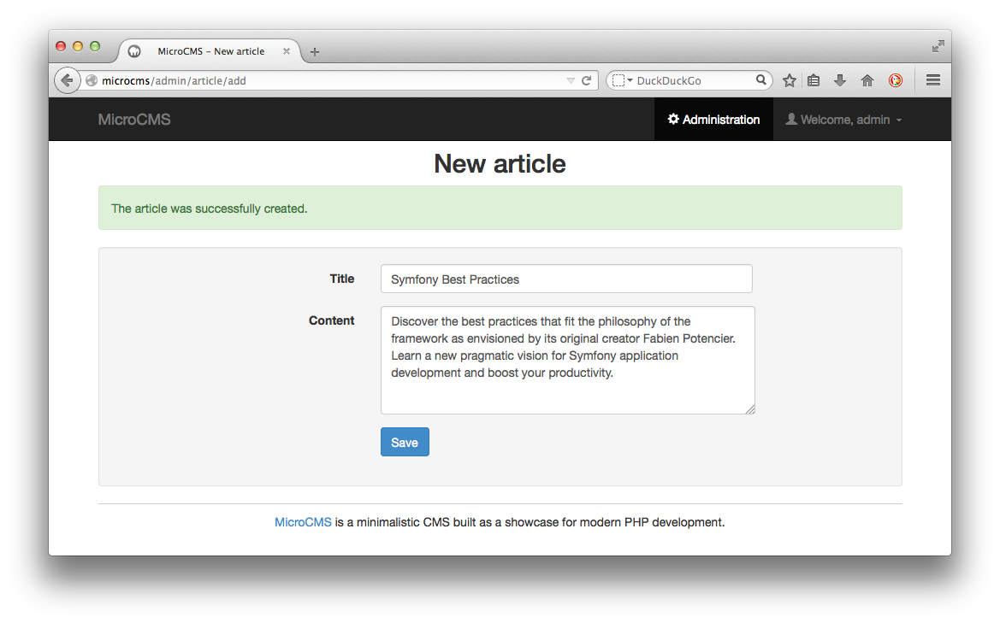 MicroCMS – New article
microcms/admin/article/add
DuckDuckGo
MicroCMS
Administration
Welcome, admin
New article
The article was successfully created.
Title
Symfony Best Practices
Content
Discover the best practices that fit the philosophy of the
framework as envisioned by its original creator Fabien Potencier.
Learn a new pragmatic vision for Symfony application
development and boost your productivity.
Save
MicroCMS is a minimalistic CMS built as a showcase for modern PHP development.